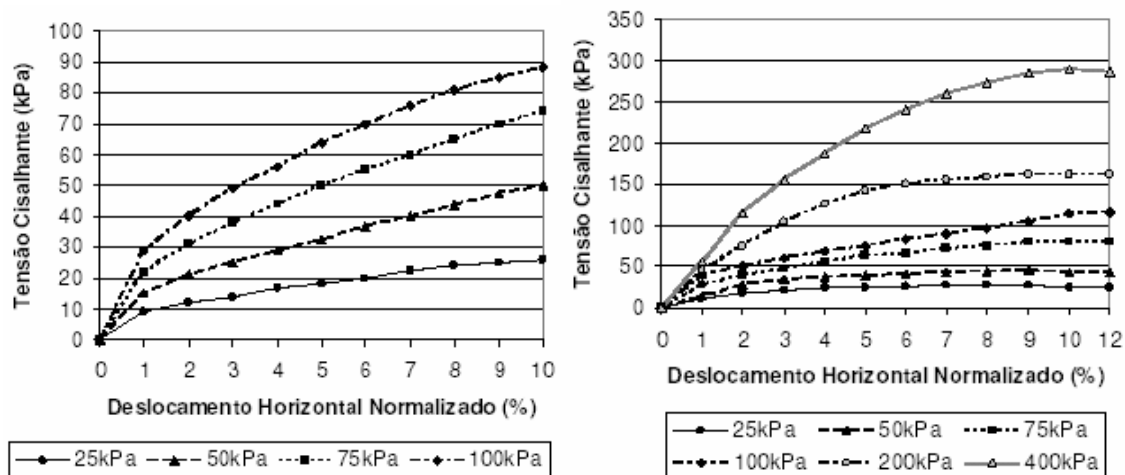 Tensão Cisalhante (kPa)
100
90
80
70
60
50
40
30
20
10
0
0 1 2 3 4 5 6 7 8 9 10
Deslocamento Horizontal Normalizado (%)
25kPa 50kPa 75kPa 100kPa
Tensão Cisalhante (kPa)
350
300
250
200
150
100
50
0
0 1 2 3 4 5 6 7 8 9 10 12
Deslocamento Horizontal Normalizado (%)
25kPa 50kPa 75kPa
100kPa 200kPa 400kPa